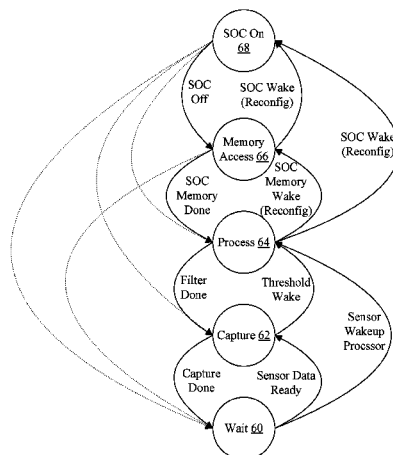 SOC On
68
SOC
Off
SOC Wake
(Reconfig)
SOC Wake
(Reconfig)
Memory
Access 66
SOC
Memory
Done
SOC
Memory
Wake
(Reconfig)
Process 64
Filter
Done
Threshold
Wake
Sensor
Wakeup
Processor
Capture 62
Capture
Done
Sensor Data
Ready
Wait 60